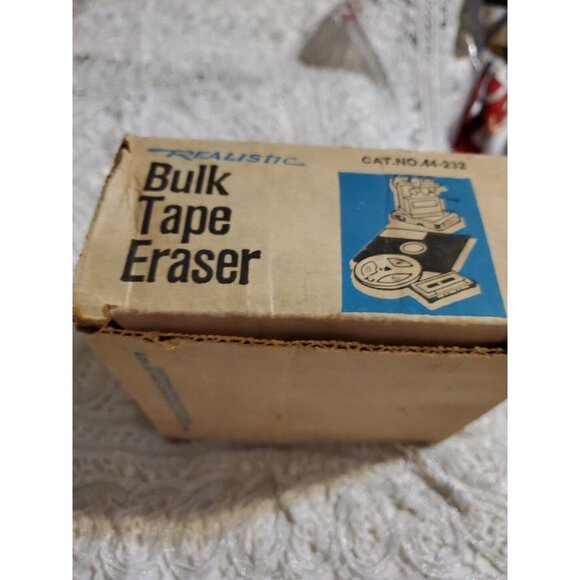 REALISTIC
CAT.NO.44-232
Bulk
Tape
Eraser